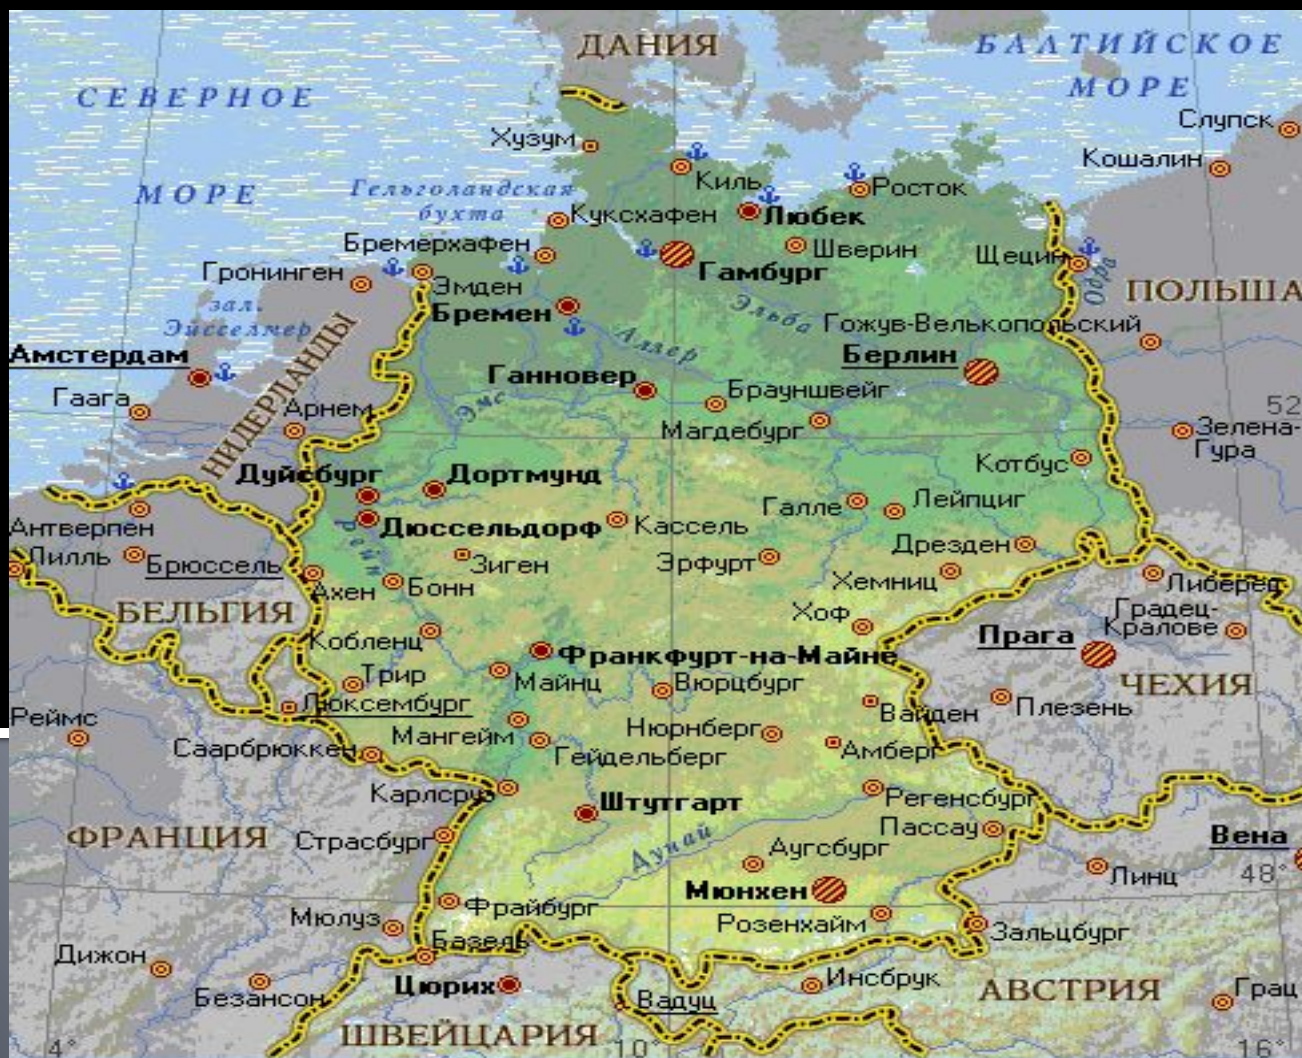 ДАНИЯ
БАЛТИЙСКОЕ
МОРЕ
СЕВЕРНОЕ
МОРЕ
Слупск
Хузум
Кошалин
Киль
Росток
Гельголандская
бухта
Куксхафен
Любек
Бремерхафен
Шверин
Щецин
Гронинген
Гамбург
Эмден
Одра
ПОЛЬША
зал.
Эйсселмер
Бремен
Эльба
Гожув-Велькопольский
Аллер
Амстердам
НИДЕРЛАНДЫ
Берлин
Ганновер
Брауншвейг
Гаага
Эмс
Арнем
52
Магдебург
Зелена-
Гура
Дуйсбург
Дортмунд
Котбус
Галле
Лейпциг
Антверпен
Рейн
Дюссельдорф
Кассель
Лилль
Брюссель
Зиген
Эрфурт
Дрезден
Ахен
Бонн
Хемниц
Либерец
БЕЛЬГИЯ
Хоф
Градец-
Кралове
Кобленц
Прага
Франкфурт-на-Майне
Трир
Майнц
Вюрцбург
ЧЕХИЯ
Люксембург
Плезень
Реймс
Вайден
Мангейм
Нюрнберг
Саарбрюккен
Гейдельберг
Амберг
Карлсруэ
Штутгарт
Регенсбург
ФРАНЦИЯ
Страсбург
Дунай
Пассау
Вена
Аугсбург
Линц
48°
Мюнхен
Фрайбург
Мюлуз
Розенхайм
Зальцбург
Базель
Дижон
Безансон
Цюрих
Вадуц
Инсбрук
АВСТРИЯ
Грац
ШВЕЙЦАРИЯ
4°
10°
16°